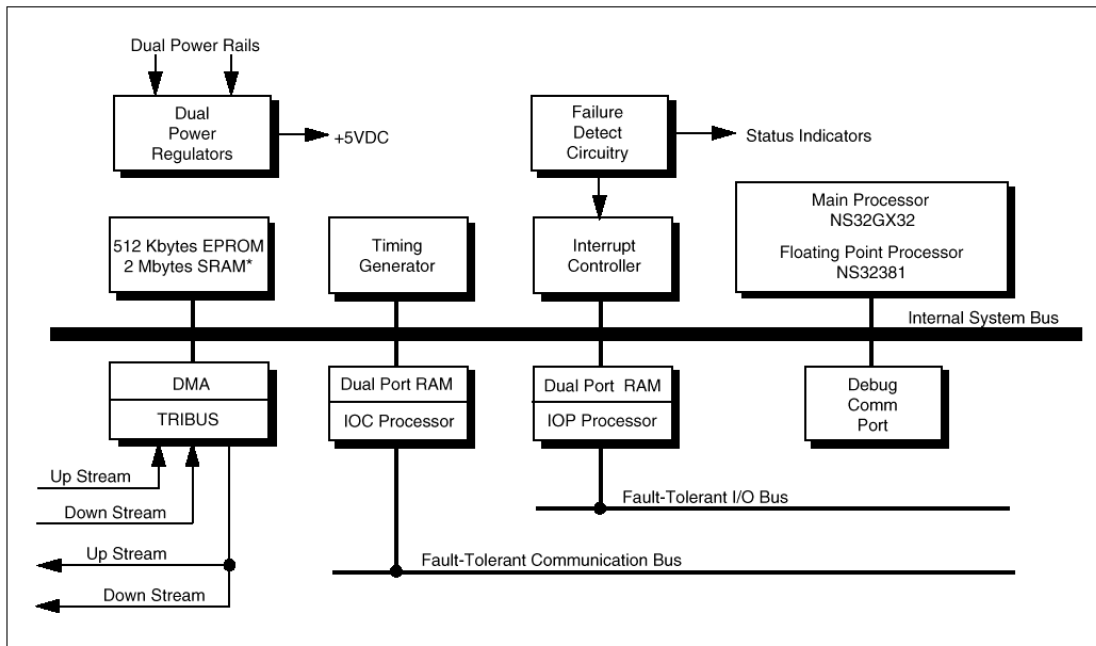 Dual Power Rails
Dual
Power
Regulators
+5VDC
Failure
Detect
Circuitry
Status Indicators
512 Kbytes EPROM
2 Mbytes SRAM*
Timing
Generator
Interrupt
Controller
Main Processor
NS32GX32
Floating Point Processor
NS32381
Internal System Bus
DMA
TRIBUS
Dual Port RAM
IOC Processor
Dual Port RAM
IOP Processor
Debug
Comm
Port
Up Stream
Down Stream
Up Stream
Down Stream
Fault-Tolerant I/O Bus
Fault-Tolerant Communication Bus